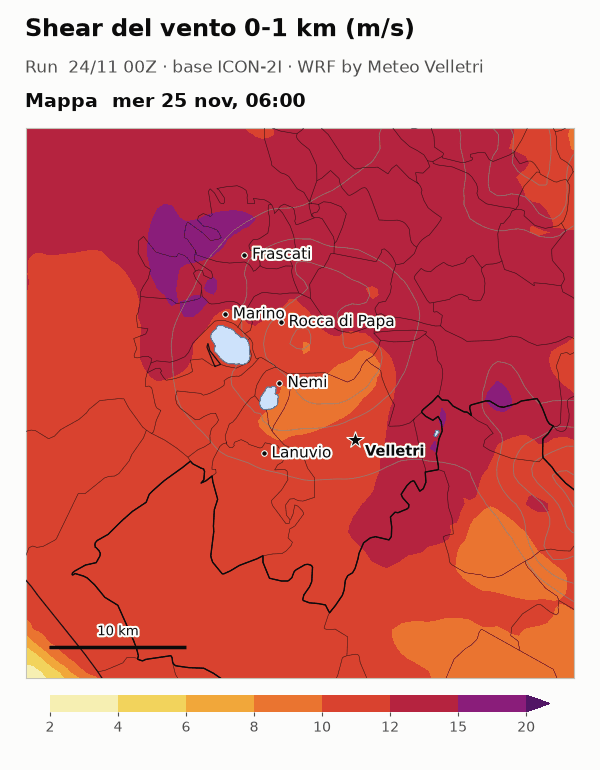 Shear del vento 0-1 km (m/s)
Run  24/11 00Z · base ICON-2I · WRF by Meteo Velletri
Mappa  mer 25 nov, 06:00
Frascati
Marino
Rocca di Papa
Nemi
Velletri
Lanuvio
10 km
2 4 6 8 10 12 15 20